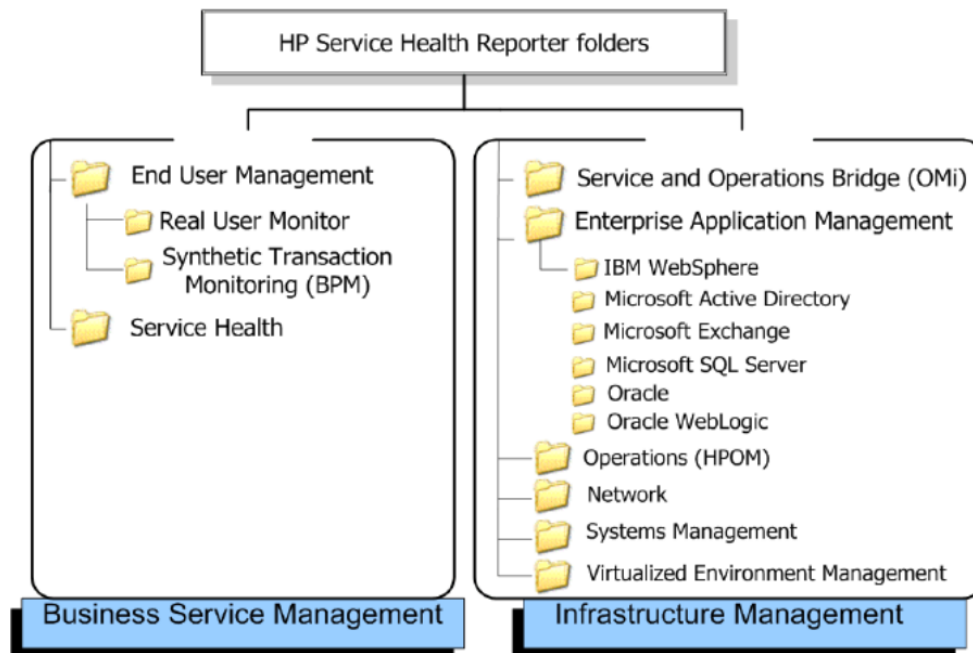 HP Service Health Reporter folders
End User Management
Real User Monitor
Synthetic Transaction
Monitoring (BPM)
Service Health
Business Service Management
Service and Operations Bridge (OMi)
Enterprise Application Management
IBM WebSphere
Microsoft Active Directory
Microsoft Exchange
Microsoft SQL Server
Oracle
Oracle WebLogic
Operations (HPOM)
Network
Systems Management
Virtualized Environment Management
Infrastructure Management